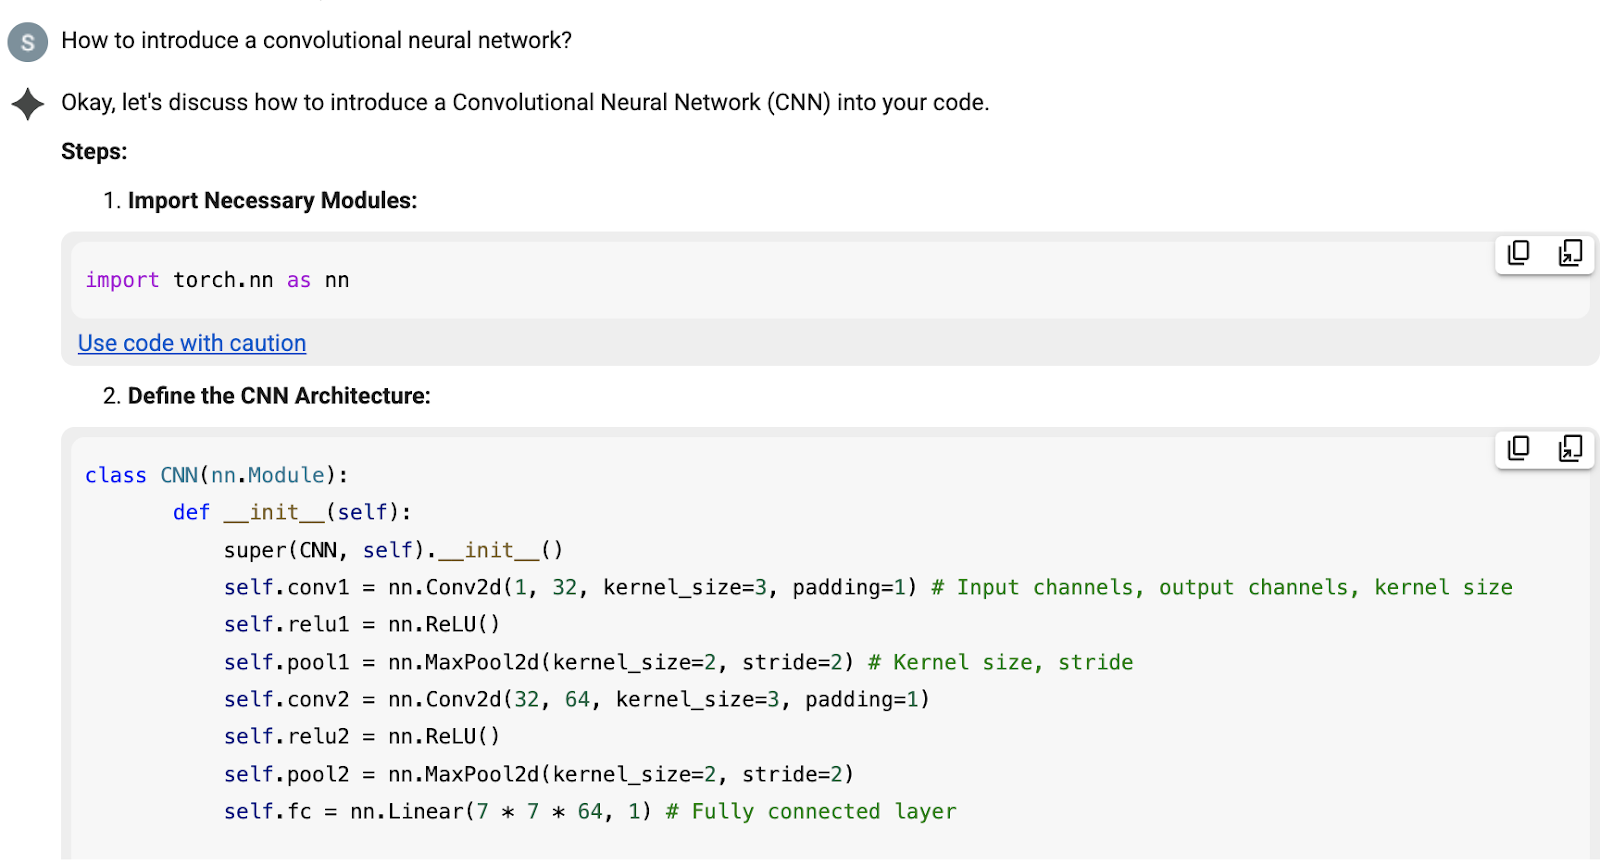 S
How to introduce a convolutional neural network?
Okay, let's discuss how to introduce a Convolutional Neural Network (CNN) into your code.
Steps:
1. Import Necessary Modules:
import torch.nn as nn
Use code with caution
2. Define the CNN Architecture:
class CNN(nn.Module):
    def __init__(self):
        super(CNN, self).__init__()
        self.conv1 = nn.Conv2d(1, 32, kernel_size=3, padding=1) # Input channels, output channels, kernel size
        self.relu1 = nn.ReLU()
        self.pool1 = nn.MaxPool2d(kernel_size=2, stride=2) # Kernel size, stride
        self.conv2 = nn.Conv2d(32, 64, kernel_size=3, padding=1)
        self.relu2 = nn.ReLU()
        self.pool2 = nn.MaxPool2d(kernel_size=2, stride=2)
        self.fc = nn.Linear(7 * 7 * 64, 1) # Fully connected layer